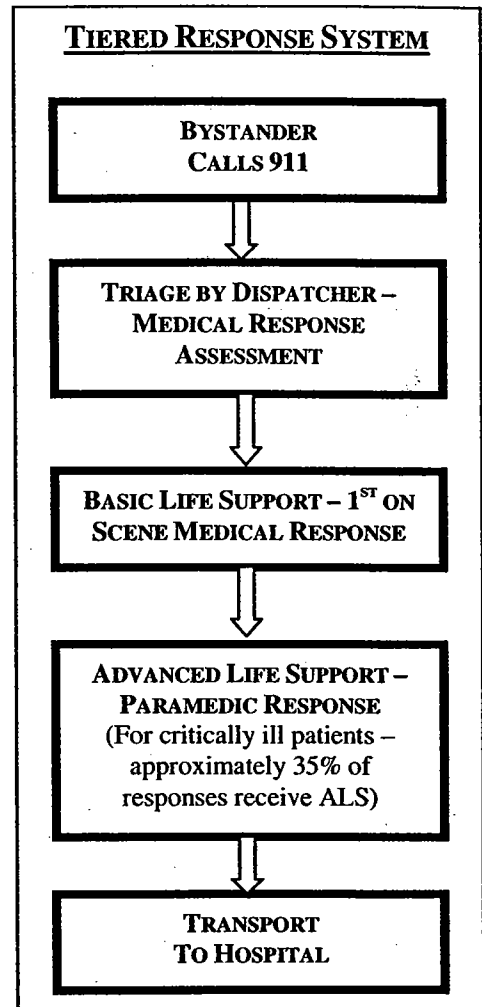 TIERED RESPONSE SYSTEM
BYSTANDER
CALLS 911
TRIAGE BY DISPATCHER –
MEDICAL RESPONSE
ASSESSMENT
BASIC LIFE SUPPORT – 1ST ON
SCENE MEDICAL RESPONSE
ADVANCED LIFE SUPPORT –
PARAMEDIC RESPONSE
(For critically ill patients –
approximately 35% of
responses receive ALS)
TRANSPORT
TO HOSPITAL